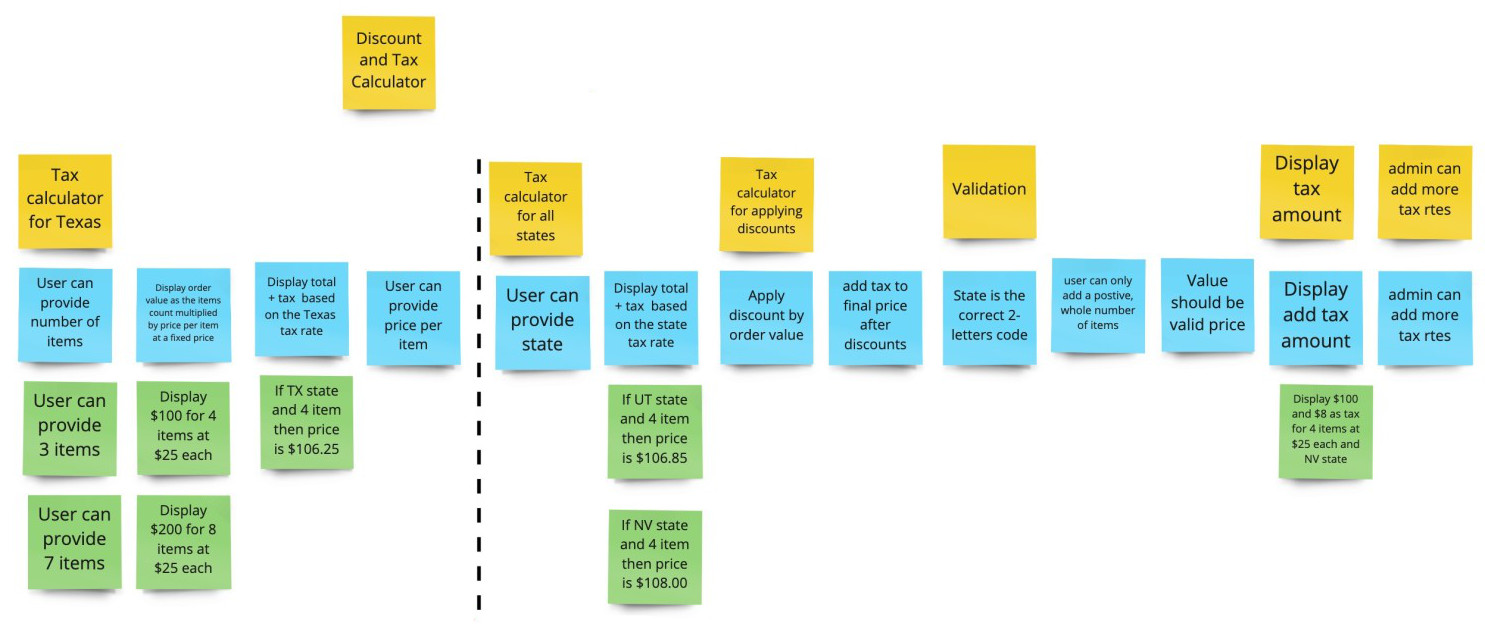 Discount
and Tax
Calculator
Tax
calculator
for Texas
Tax
calculator
for all
states
Tax
calculator
for applying
discounts
Validation
Display
tax
amount
admin can
add more
tax rtes
User can
provide
number of
items
Display order
value as the items
count multiplied
by price per item
at a fixed price
Display total
+ tax  based
on the Texas
tax rate
User can
provide
price per
item
User can
provide
state
Display total
+ tax  based
on the state
tax rate
Apply
discount by
order value
add tax to
final price
after
discounts
State is the
correct 2-
letters code
user can only
add a postive,
whole number
of items
Value
should be
valid price
Display
add tax
amount
admin can
add more
tax rtes
User can
provide
3 items
Display
$100 for 4
items at
$25 each
If TX state
and 4 item
then price
is $106.25
If UT state
and 4 item
then price
is $106.85
Display $100
and $8 as tax
for 4 items at
$25 each and
NV state
User can
provide
7 items
Display
$200 for 8
items at
$25 each
If NV state
and 4 item
then price
is $108.00